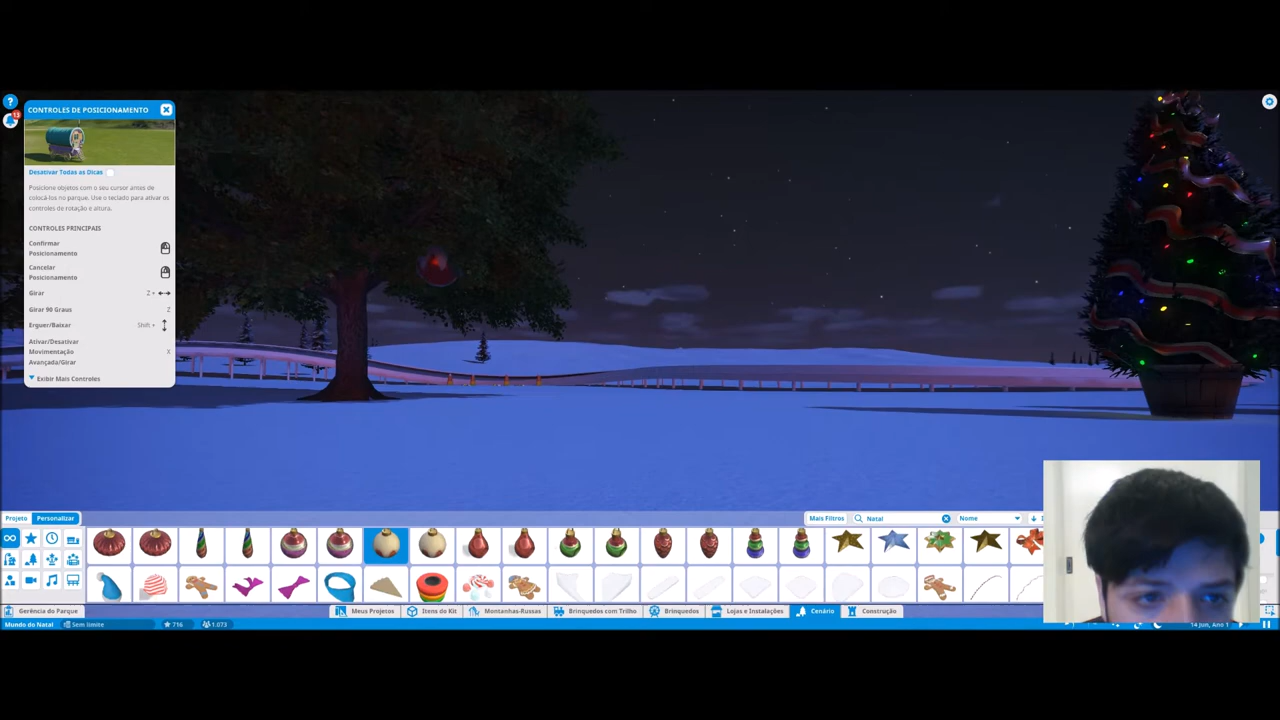 ?
13
CONTROLES DE POSICIONAMENTO
Desativar Todas as Dicas
Posicione objetos com o seu cursor antes de
colocá-los no parque. Use o teclado para ativar os
controles de rotação e altura.
CONTROLES PRINCIPAIS
Confirmar
Posicionamento
Cancelar
Posicionamento
Girar Z +
Girar 90 Graus Z
Erguer/Baixar Shift +
Ativar/Desativar
Movimentação X
Avançada/Girar
Exibir Mais Controles
Projeto Personalizar Mais Filtros Natal Nome
Gerência do Parque Meus Projetos Itens do Kit Montanhas-Russas Brinquedos com Trilho Brinquedos Lojas e Instalações Cenário Construção
Mundo do Natal Sem limite 716 1.073 14 Jun, Ano 1